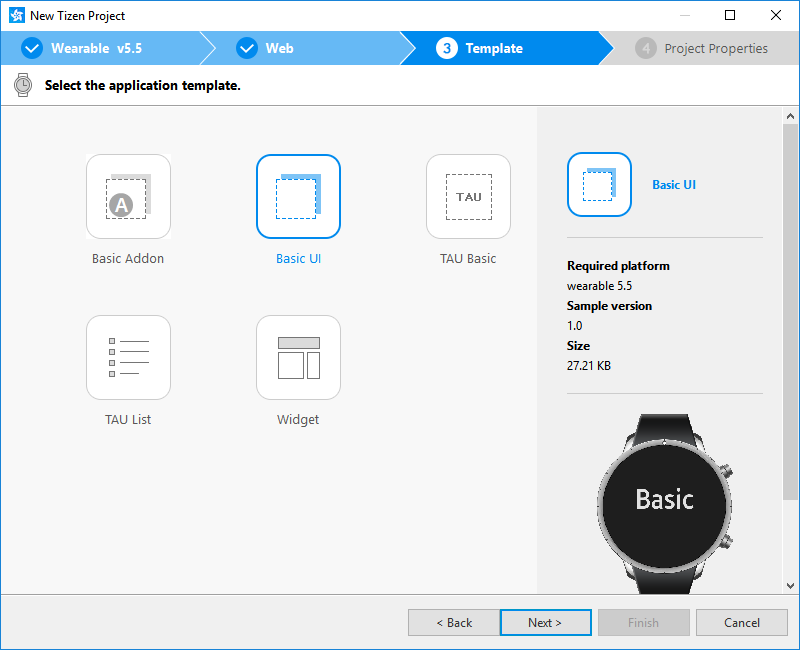 New Tizen Project
Wearable v5.5
Web
3 Template
4 Project Properties
Select the application template.
A
TAU
Basic Addon
Basic UI
TAU Basic
TAU List
Widget
Basic UI
Required platform
wearable 5.5
Sample version
1.0
Size
27.21 KB
Basic
< Back
Next >
Finish
Cancel